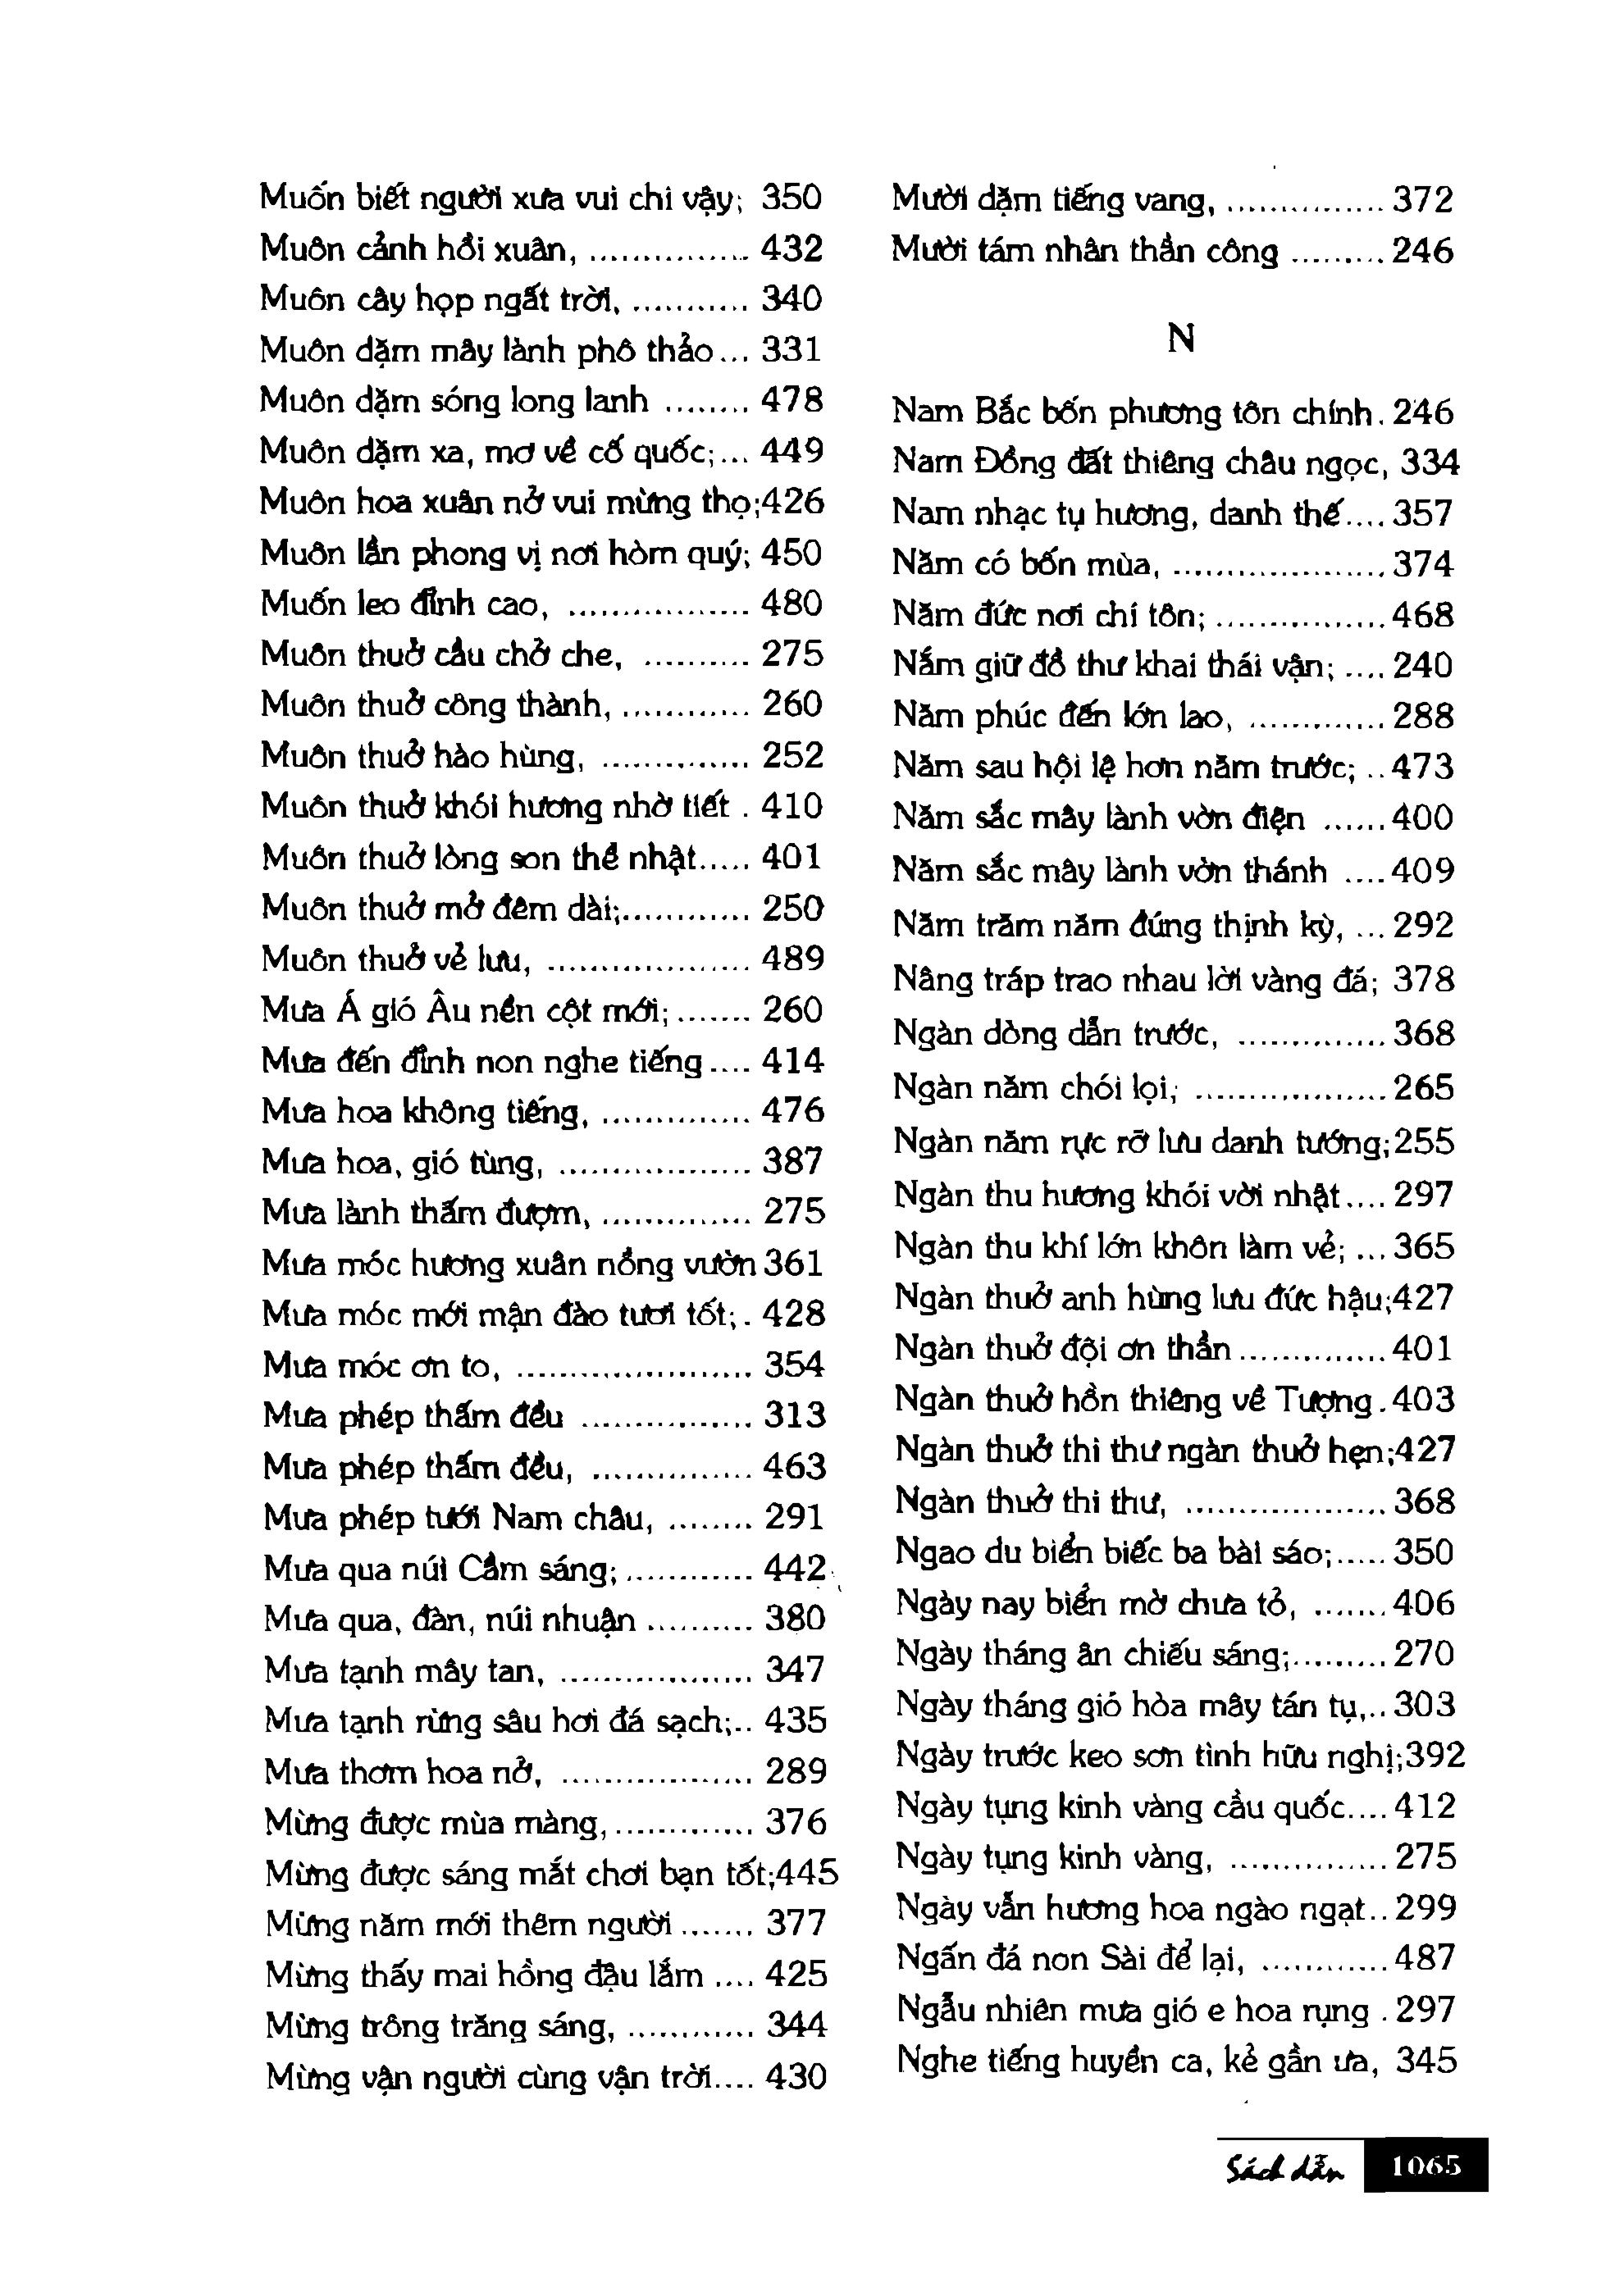 Muốn biết người xưa vui chi vậy; 350
Muôn cảnh hồi xuân, ............... 432
Muôn cây họp ngất trời, ........... 340
Muôn dặm mây lành phô thảo... 331
Muôn dặm sóng long lanh ........ 478
Muôn dặm xa, mơ về cố quốc;... 449
Muôn hoa xuân nở vui mừng thọ;426
Muôn lần phong vị nơi hòm quý; 450
Muốn leo đỉnh cao, ................. 480
Muôn thuở cầu chở che, .......... 275
Muôn thuở công thành, ............ 260
Muôn thuở hào hùng, .............. 252
Muôn thuở khói hương nhờ tiết . 410
Muôn thuở lòng son thề nhật..... 401
Muôn thuở mở đêm dài;............ 250
Muôn thuở vẻ lưu, ................... 489
Mưa Á gió Âu nền cột mới;....... 260
Mưa đến đỉnh non nghe tiếng .... 414
Mưa hoa không tiếng, .............. 476
Mưa hoa, gió tùng, .................. 387
Mưa lành thấm đượm, .............. 275
Mưa móc hương xuân nồng vườn 361
Mưa móc mới mận đào tươi tốt;. 428
Mưa móc ơn to, ...................... 354
Mưa phép thấm đều ................ 313
Mưa phép thấm đều, ............... 463
Mưa phép tưới Nam châu, ........ 291
Mưa qua núi Cấm sáng;............ 442
Mưa qua, đàn, núi nhuận .......... 380
Mưa tạnh mây tan, .................. 347
Mưa tạnh rừng sâu hơi đá sạch;.. 435
Mưa thơm hoa nở, .................. 289
Mừng được mùa màng,............. 376
Mừng được sáng mắt chơi bạn tốt;445
Mừng năm mới thêm người ....... 377
Mừng thấy mai hồng đậu lắm .... 425
Mừng trông trăng sáng, ............ 344
Mừng vận người cùng vận trời.... 430
Mười dặm tiếng vang, ............... 372
Mười tám nhân thần công ......... 246
N
Nam Bắc bốn phương tôn chính. 246
Nam Đồng đất thiêng châu ngọc, 334
Nam nhạc tụ hương, danh thế.... 357
Năm có bốn mùa, .................... 374
Năm đức nơi chí tôn; ................ 468
Nắm giữ đồ thư khai thái vận; .... 240
Năm phúc đến lớn lao, ............. 288
Năm sau hội lệ hơn năm trước; .. 473
Năm sắc mây lành vờn điện ...... 400
Năm sắc mây lành vờn thánh .... 409
Năm trăm năm đúng thịnh kỳ, ... 292
Nâng tráp trao nhau lời vàng đá; 378
Ngàn dòng dẫn trước, .............. 368
Ngàn năm chói lọi; .................. 265
Ngàn năm rực rỡ lưu danh tướng;255
Ngàn thu hương khói vời nhật.... 297
Ngàn thu khí lớn khôn làm vẻ; ... 365
Ngàn thuở anh hùng lưu đức hậu;427
Ngàn thuở đội ơn thần .............. 401
Ngàn thuở hồn thiêng về Tượng . 403
Ngàn thuở thi thư ngàn thuở hẹn;427
Ngàn thuở thi thư, ................... 368
Ngao du biển biếc ba bài sáo;..... 350
Ngày nay biển mờ chưa tỏ, ....... 406
Ngày tháng ân chiếu sáng;......... 270
Ngày tháng gió hòa mây tán tụ,.. 303
Ngày trước keo sơn tình hữu nghị;392
Ngày tụng kinh vàng cầu quốc.... 412
Ngày tụng kinh vàng, ............... 275
Ngày vẫn hương hoa ngào ngạt.. 299
Ngấn đá non Sài để lại, ............ 487
Ngẫu nhiên mưa gió e hoa rụng . 297
Nghe tiếng huyền ca, kẻ gần ưa, 345
Sách dẫn 1065